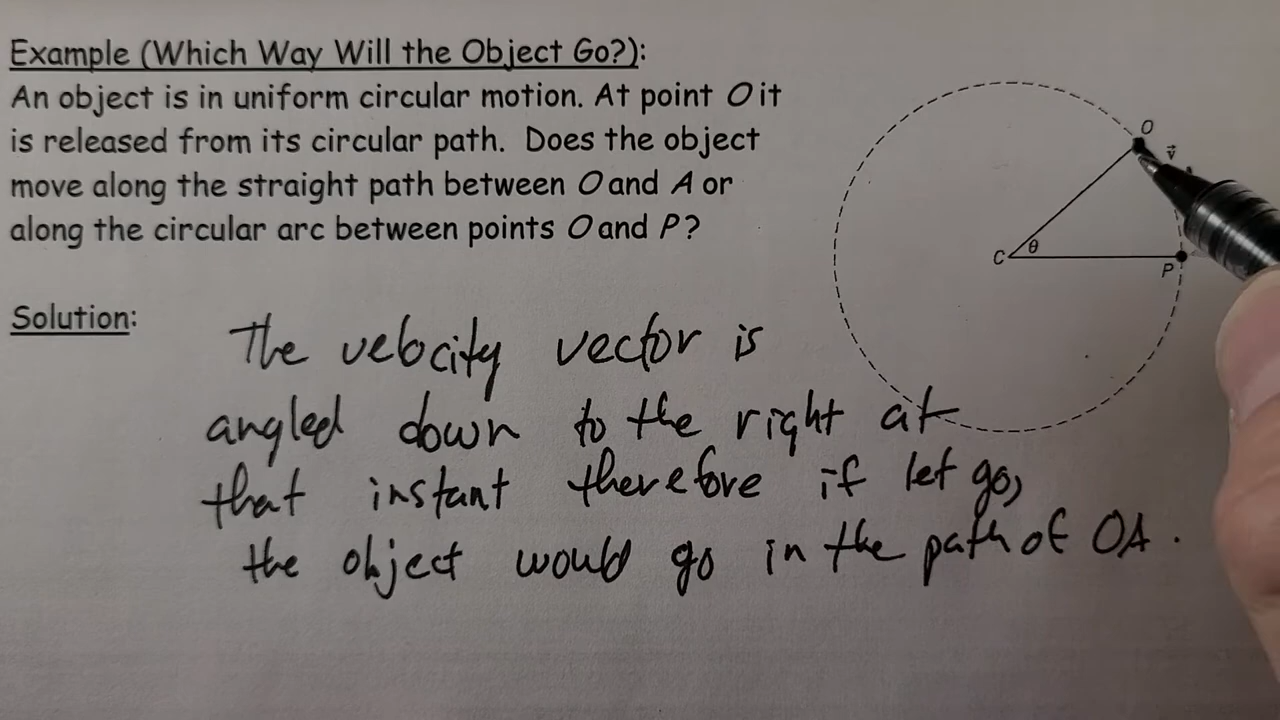 Example (Which Way Will the Object Go?):
An object is in uniform circular motion. At point O it
is released from its circular path. Does the object
move along the straight path between O and A or
along the circular arc between points O and P?
Solution:
The velocity vector is
angled down to the right at
that instant therefore if let go,
the object would go in the path of OA.
O
v⃗
C
θ
P